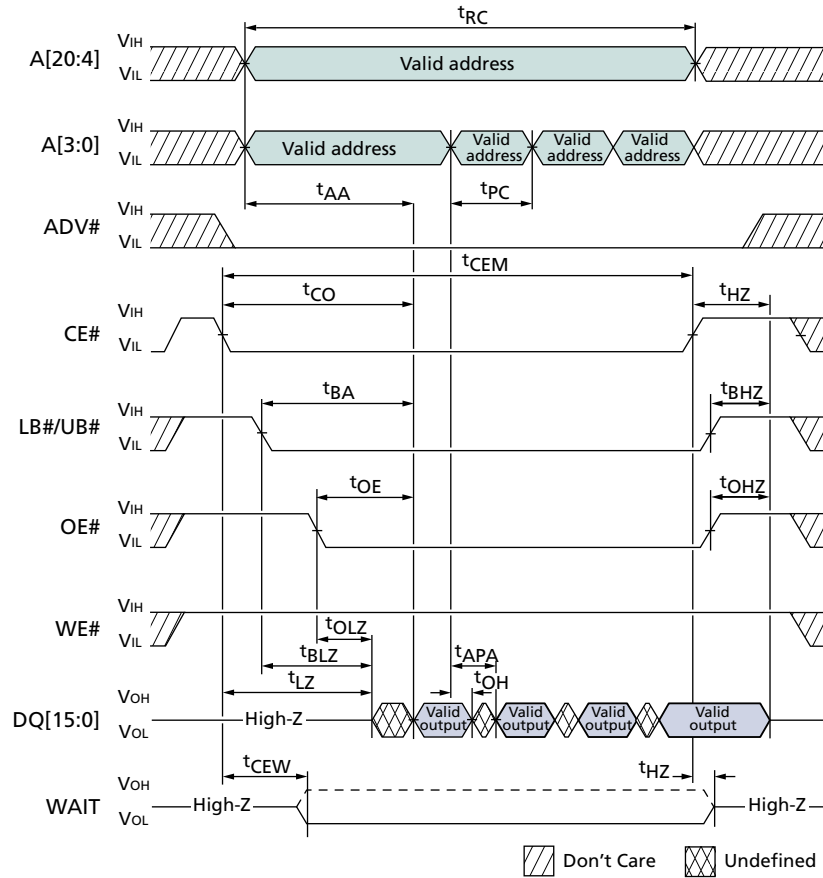 tRC
VIH
A[20:4]
Valid address
VIL
VIH
A[3:0]
Valid address
Valid address
Valid address
Valid address
VIL
tAA
tPC
VIH
ADV#
VIL
tCEM
tCO
tHZ
VIH
CE#
VIL
tBA
tBHZ
VIH
LB#/UB#
VIL
tOE
tOHZ
VIH
OE#
VIL
VIH
WE#
VIL
tOLZ
tBLZ
tAPA
tLZ
tOH
VOH
DQ[15:0]
High-Z
Valid output
Valid output
Valid output
Valid output
VOL
tCEW
tHZ
VOH
WAIT
High-Z
High-Z
VOL
Don't Care
Undefined